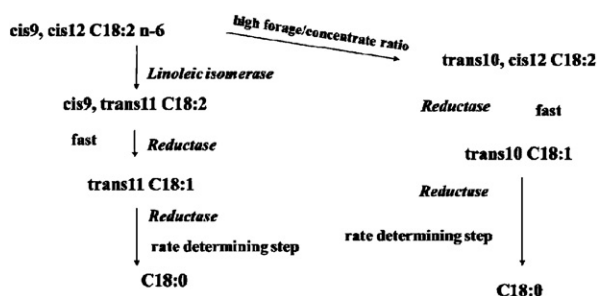 cis9, cis12 C18:2 n-6
high forage/concentrate ratio
trans10, cis12 C18:2
Linoleic isomerase
cis9, trans11 C18:2
Reductase fast
fast Reductase
trans10 C18:1
trans11 C18:1
Reductase
Reductase
rate determining step
rate determining step
C18:0
C18:0